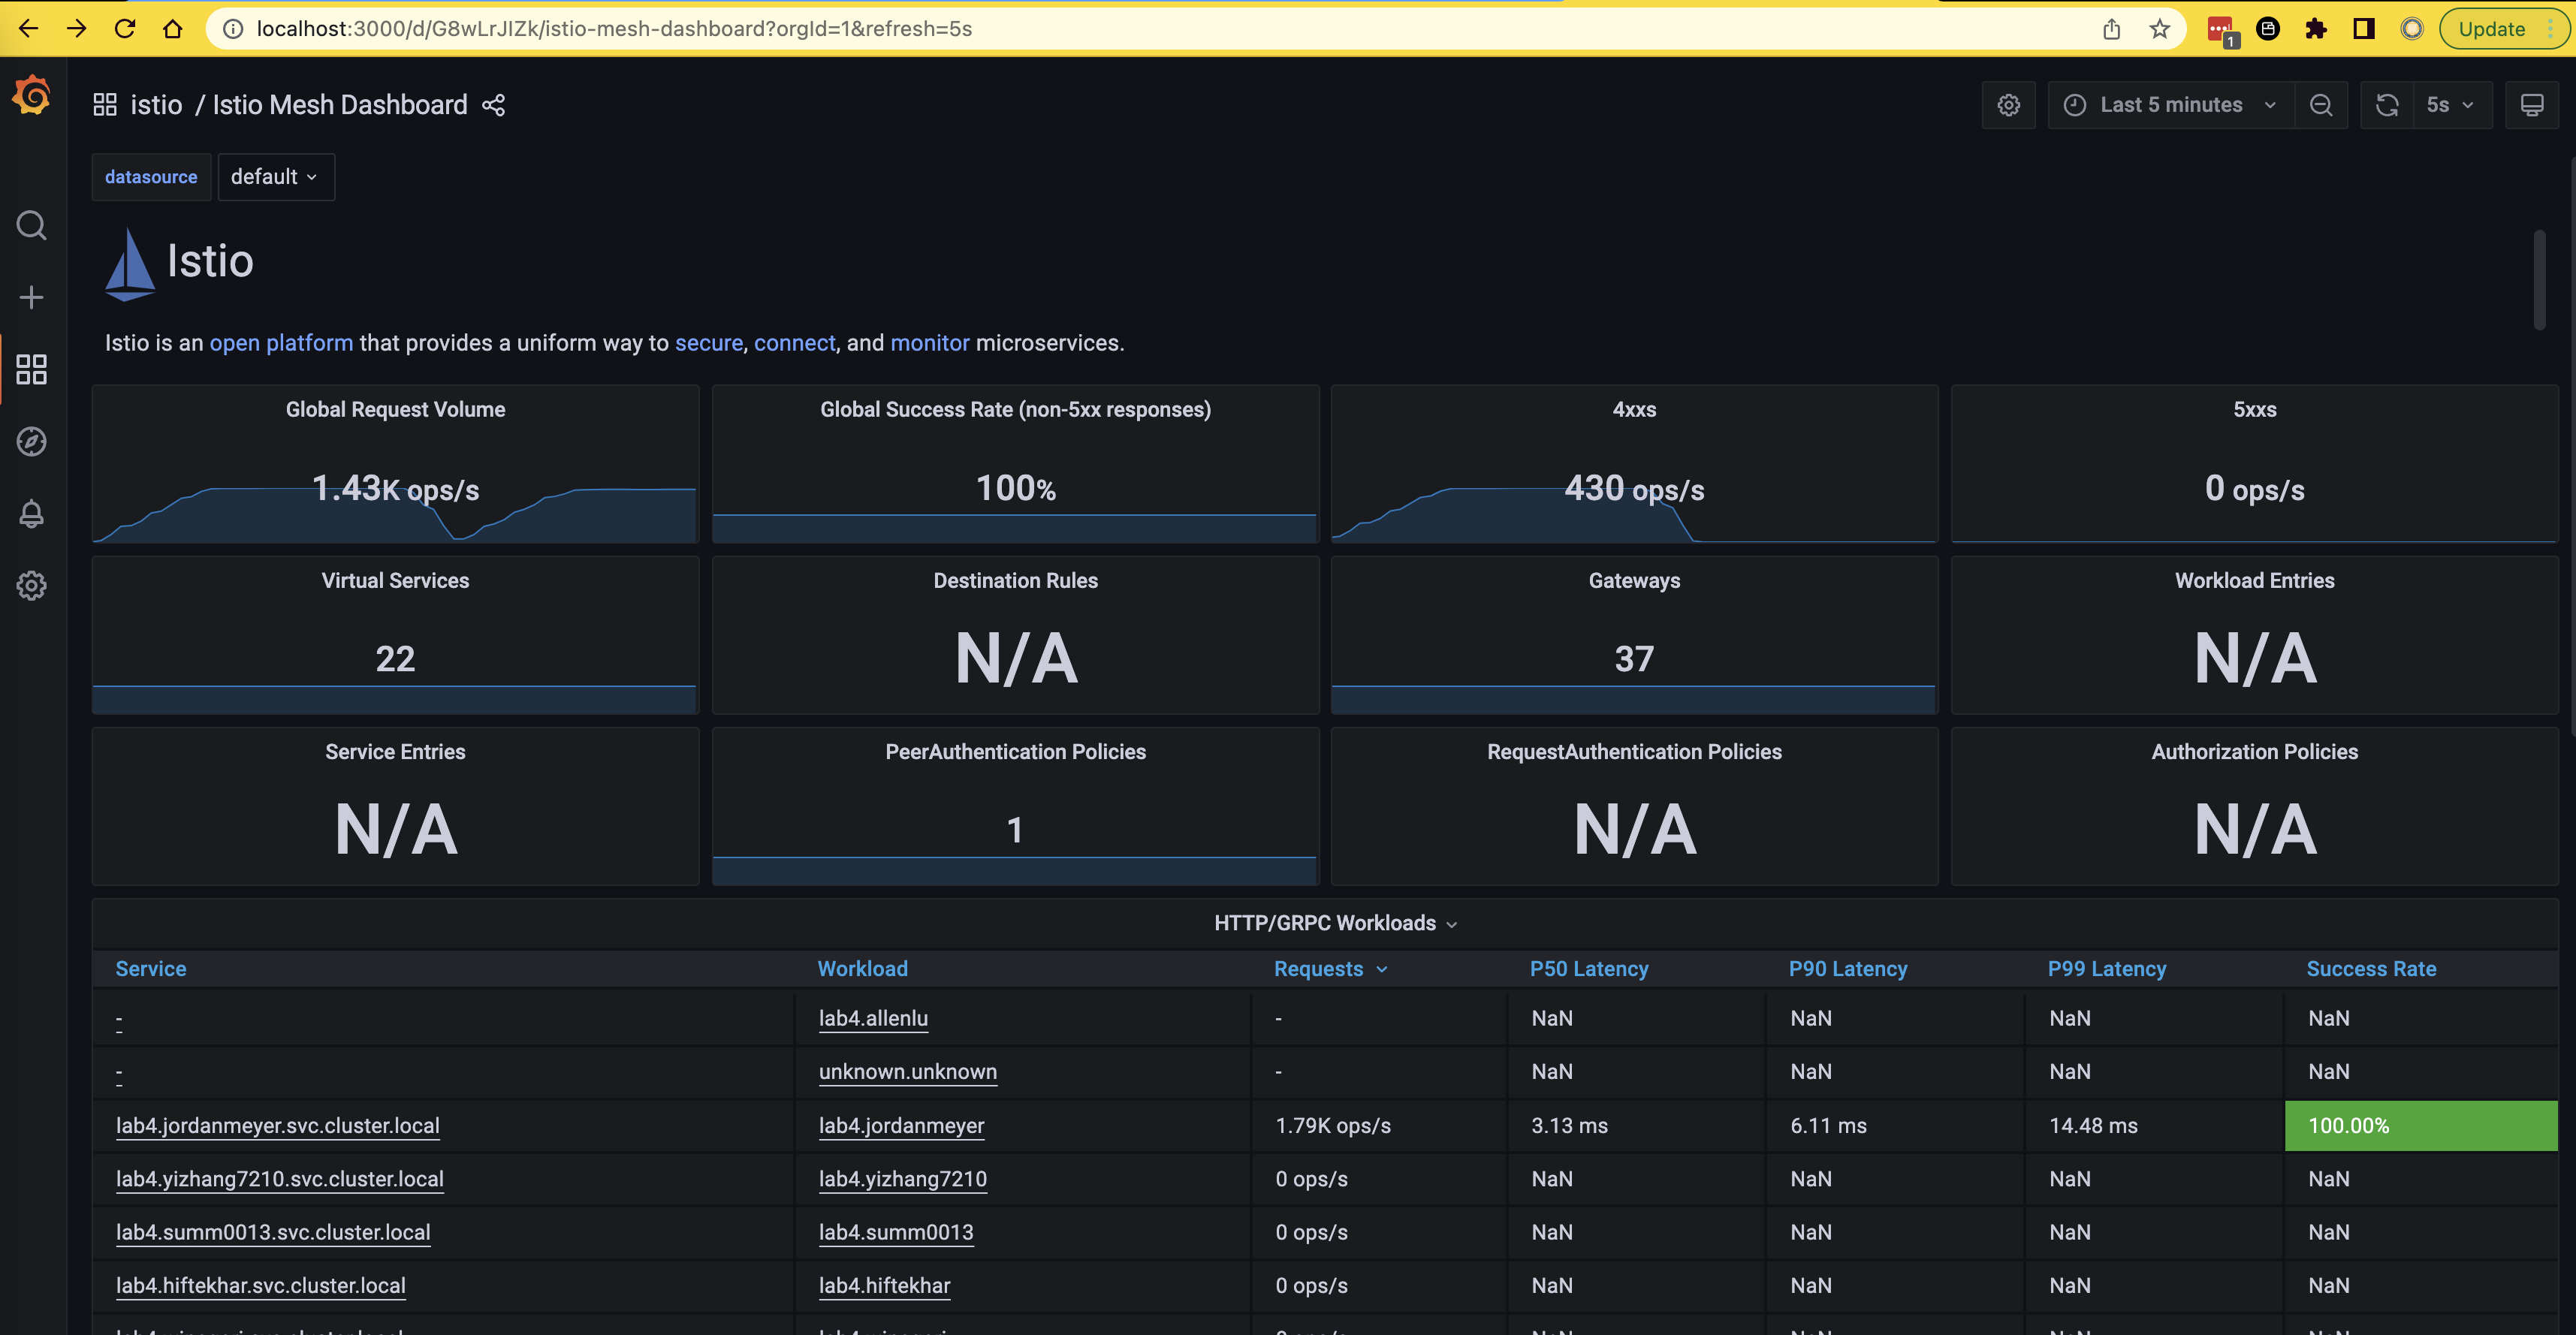 localhost:3000/d/G8wLrJIZk/istio-mesh-dashboard?orgId=1&refresh=5s
1
Update
istio / Istio Mesh Dashboard
Last 5 minutes
5s
datasource default
Istio
Istio is an open platform that provides a uniform way to secure, connect, and monitor microservices.
Global Request Volume
1.43K ops/s
Global Success Rate (non-5xx responses)
100%
4xxs
430 ops/s
5xxs
0 ops/s
Virtual Services
22
Destination Rules
N/A
Gateways
37
Workload Entries
N/A
Service Entries
N/A
PeerAuthentication Policies
1
RequestAuthentication Policies
N/A
Authorization Policies
N/A
HTTP/GRPC Workloads
Service Workload Requests P50 Latency P90 Latency P99 Latency Success Rate
- lab4.allenlu - NaN NaN NaN NaN
- unknown.unknown - NaN NaN NaN NaN
lab4.jordanmeyer.svc.cluster.local lab4.jordanmeyer 1.79K ops/s 3.13 ms 6.11 ms 14.48 ms 100.00%
lab4.yizhang7210.svc.cluster.local lab4.yizhang7210 0 ops/s NaN NaN NaN NaN
lab4.summ0013.svc.cluster.local lab4.summ0013 0 ops/s NaN NaN NaN NaN
lab4.hiftekhar.svc.cluster.local lab4.hiftekhar 0 ops/s NaN NaN NaN NaN